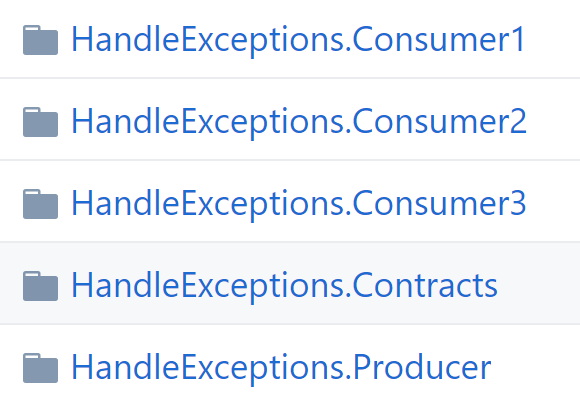 HandleExceptions.Consumer1
HandleExceptions.Consumer2
HandleExceptions.Consumer3
HandleExceptions.Contracts
HandleExceptions.Producer